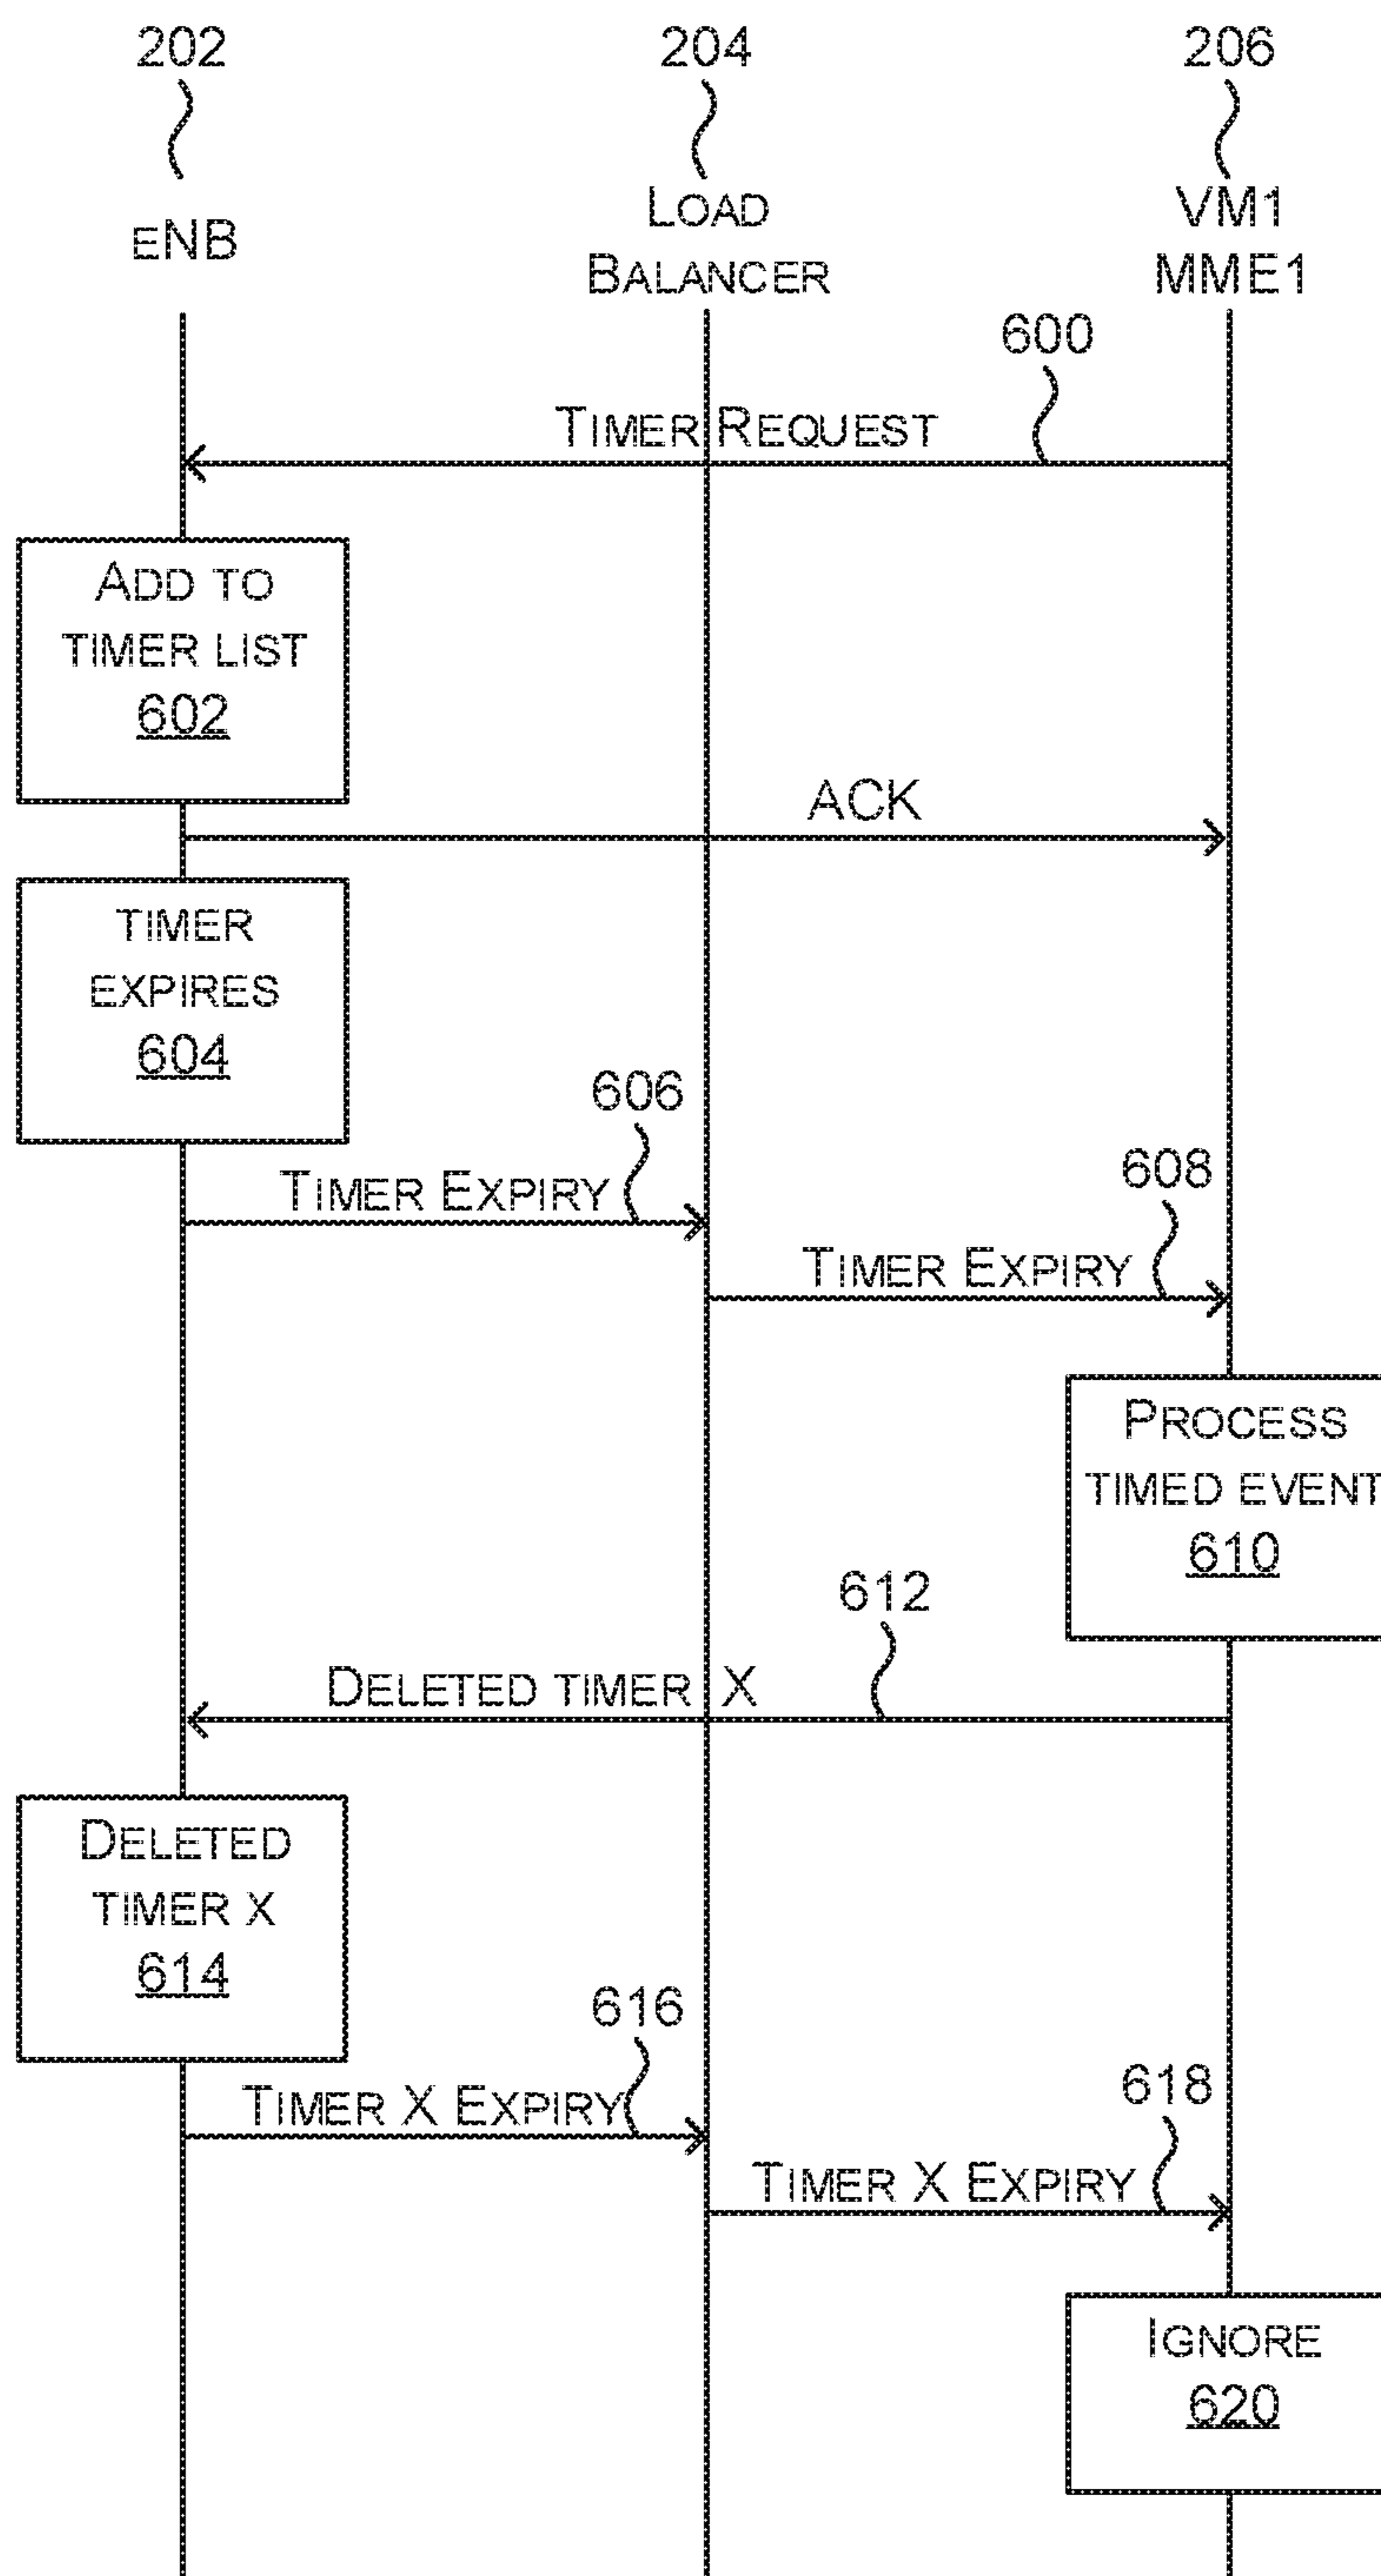 202 204 206
eNB LOAD BALANCER VM1 MME1
600
TIMER REQUEST
ADD TO
TIMER LIST
602
ACK
TIMER
EXPIRES
604
606
TIMER EXPIRY
608
TIMER EXPIRY
PROCESS
TIMED EVENT
610
612
DELETED TIMER X
DELETED
TIMER X
614
616
TIMER X EXPIRY
618
TIMER X EXPIRY
IGNORE
620